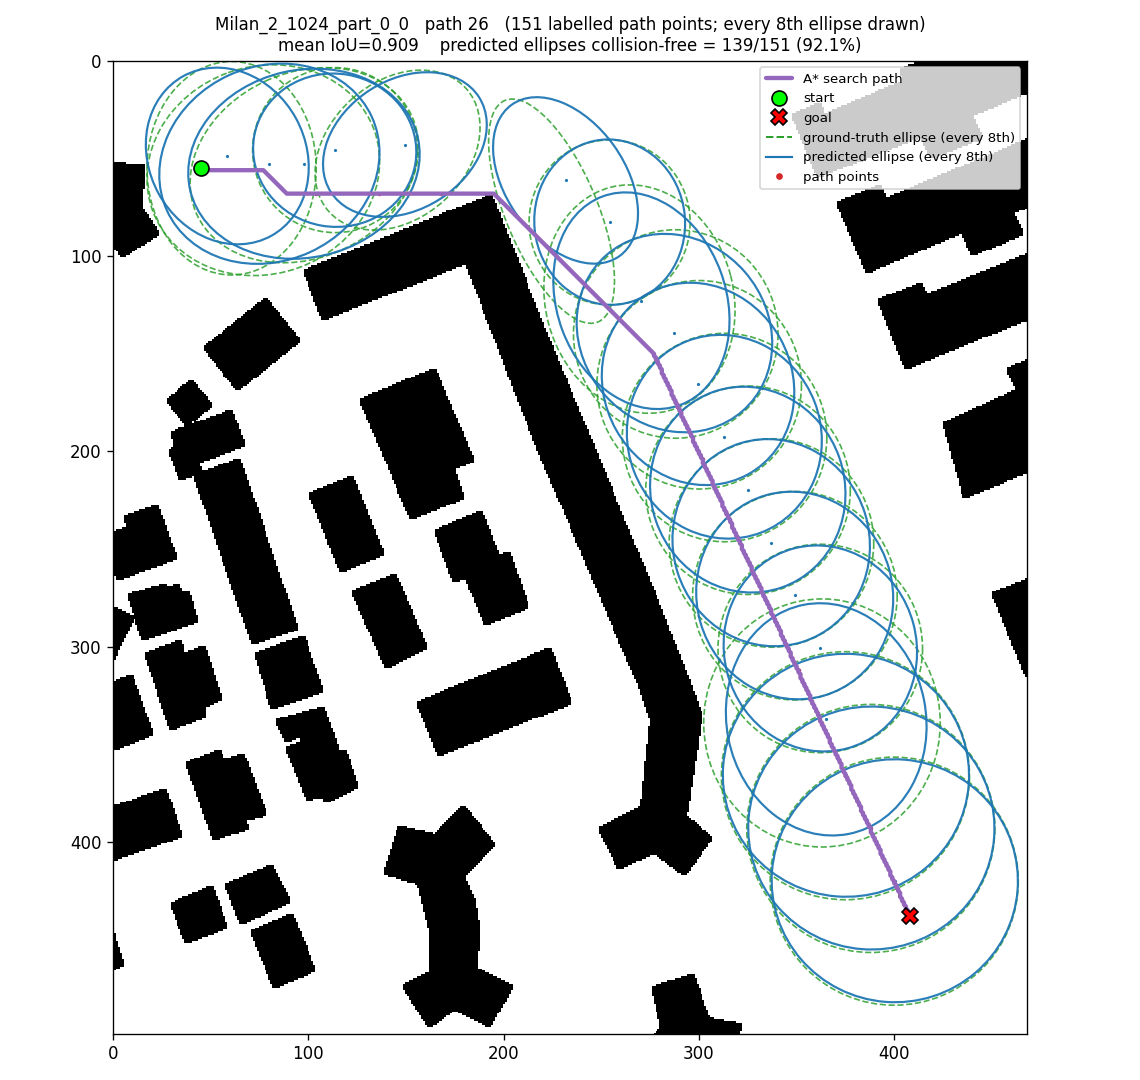 Milan_2_1024_part_0_0   path 26   (151 labelled path points; every 8th ellipse drawn)
mean IoU=0.909    predicted ellipses collision-free = 139/151 (92.1%)
A* search path
start
goal
ground-truth ellipse (every 8th)
predicted ellipse (every 8th)
path points
0
100
200
300
400
0 100 200 300 400